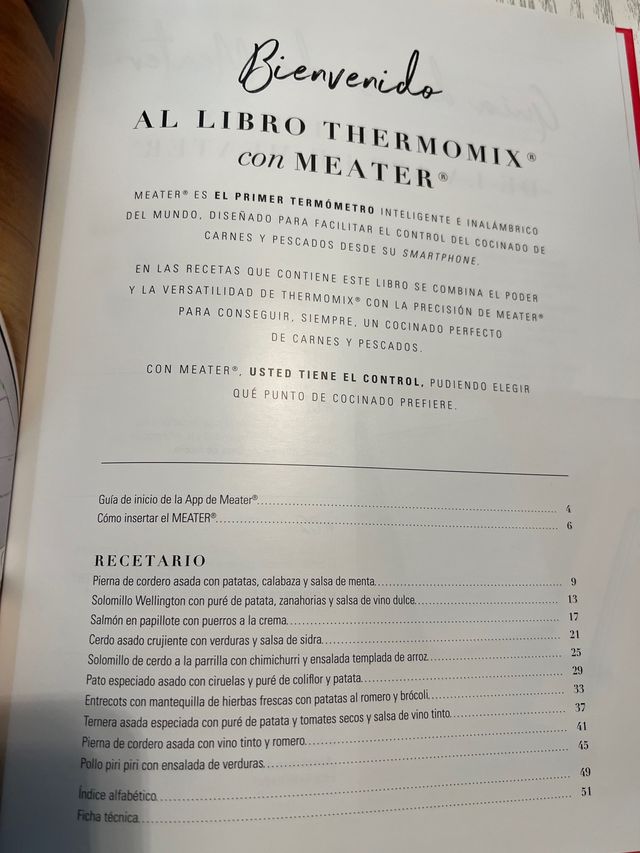 Bienvenido
AL LIBRO THERMOMIX®
con MEATER®
MEATER® ES EL PRIMER TERMÓMETRO INTELIGENTE E INALÁMBRICO
DEL MUNDO, DISEÑADO PARA FACILITAR EL CONTROL DEL COCINADO DE
CARNES Y PESCADOS DESDE SU SMARTPHONE.
EN LAS RECETAS QUE CONTIENE ESTE LIBRO SE COMBINA EL PODER
Y LA VERSATILIDAD DE THERMOMIX® CON LA PRECISIÓN DE MEATER®
PARA CONSEGUIR, SIEMPRE, UN COCINADO PERFECTO
DE CARNES Y PESCADOS.
CON MEATER®, USTED TIENE EL CONTROL, PUDIENDO ELEGIR
QUÉ PUNTO DE COCINADO PREFIERE.
Guía de inicio de la App de Meater® 4
Cómo insertar el MEATER® 6
RECETARIO
Pierna de cordero asada con patatas, calabaza y salsa de menta 9
Solomillo Wellington con puré de patata, zanahorias y salsa de vino dulce 13
Salmón en papillote con puerros a la crema 17
Cerdo asado crujiente con verduras y salsa de sidra 21
Solomillo de cerdo a la parrilla con chimichurri y ensalada templada de arroz 25
Pato especiado asado con ciruelas y puré de coliflor y patata 29
Entrecots con mantequilla de hierbas frescas con patatas al romero y brócoli 33
Ternera asada especiada con puré de patata y tomates secos y salsa de vino tinto 37
Pierna de cordero asada con vino tinto y romero 41
Pollo piri piri con ensalada de verduras 45
Índice alfabético 49
Ficha técnica 51